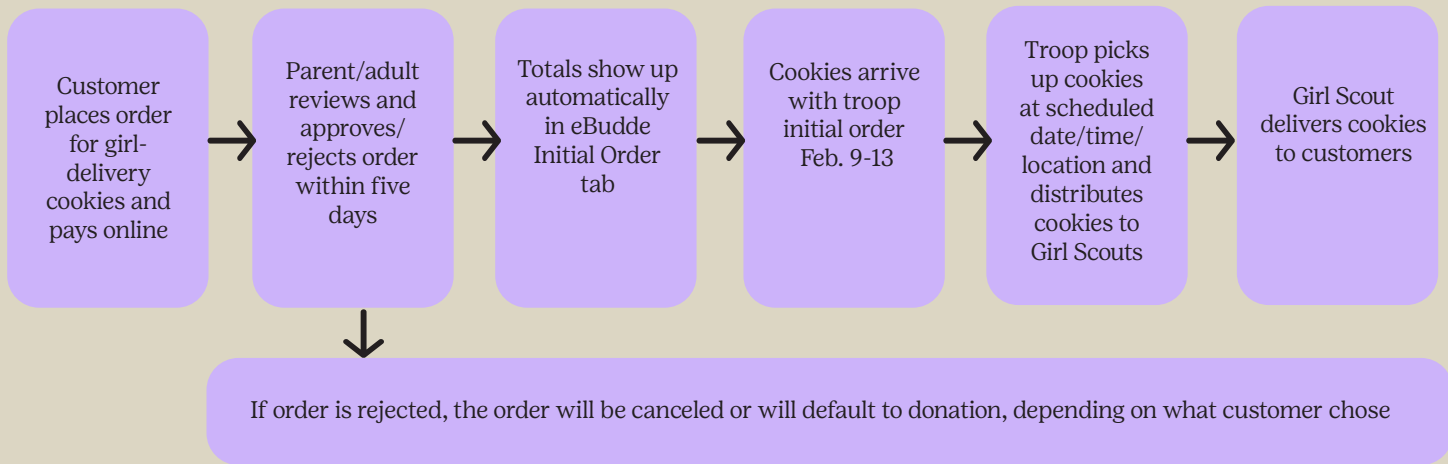 Customer
places order
for girl-
delivery
cookies and
pays online
Parent/adult
reviews and
approves/
rejects order
within five
days
Totals show up
automatically
in eBudde
Initial Order
tab
Cookies arrive
with troop
initial order
Feb. 9-13
Troop picks
up cookies
at scheduled
date/time/
location and
distributes
cookies to
Girl Scouts
Girl Scout
delivers cookies
to customers
If order is rejected, the order will be canceled or will default to donation, depending on what customer chose